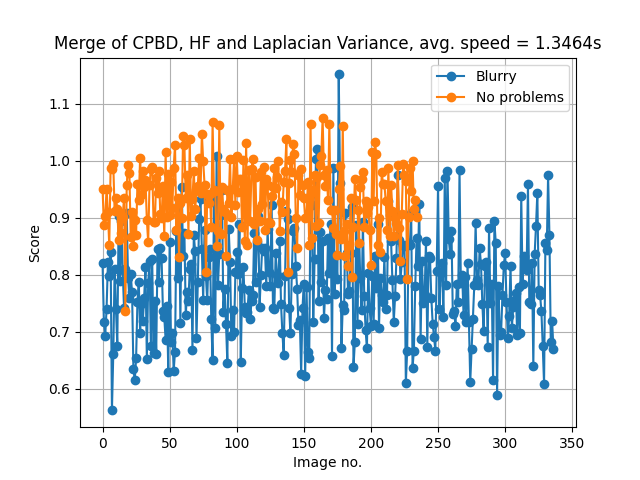 Merge of CPBD, HF and Laplacian Variance, avg. speed = 1.3464s
Blurry
No problems
1.1
1.0
0.9
0.8
0.7
0.6
Score
0 50 100 150 200 250 300 350
Image no.